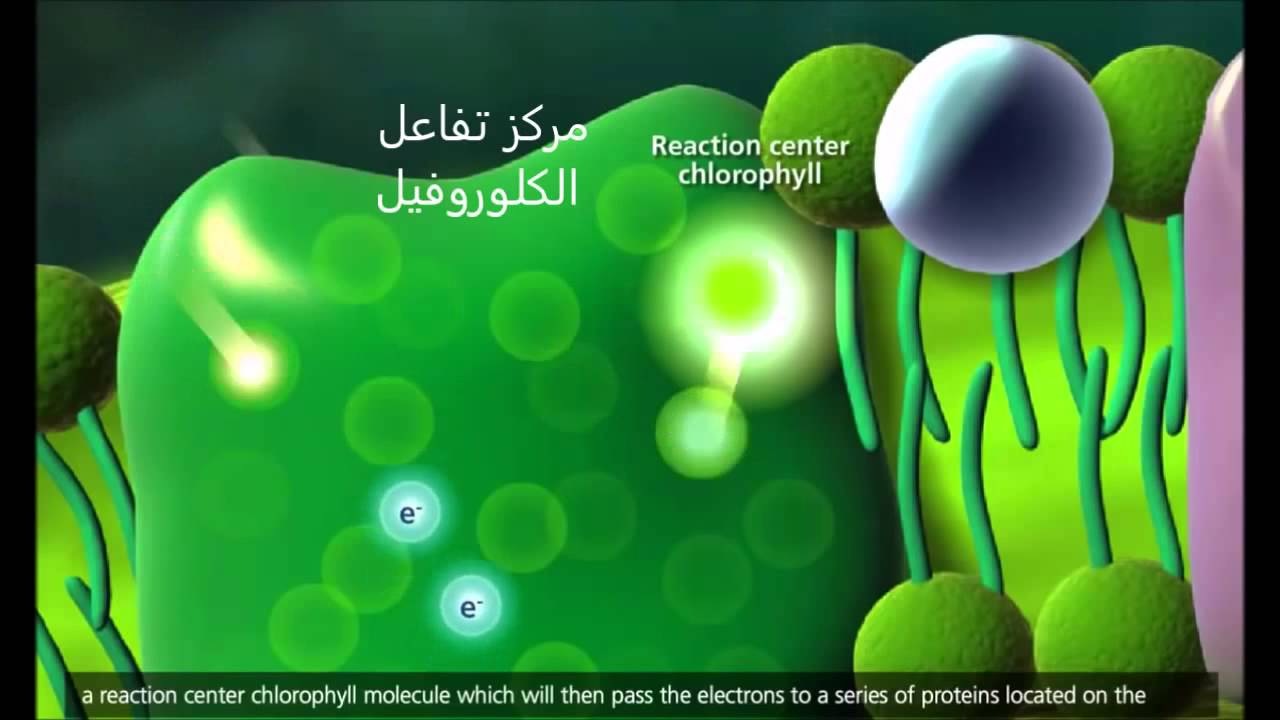 مركز تفاعل
الكلوروفيل
Reaction center
chlorophyll
e-
e-
a reaction center chlorophyll molecule which will then pass the electrons to a series of proteins located on the